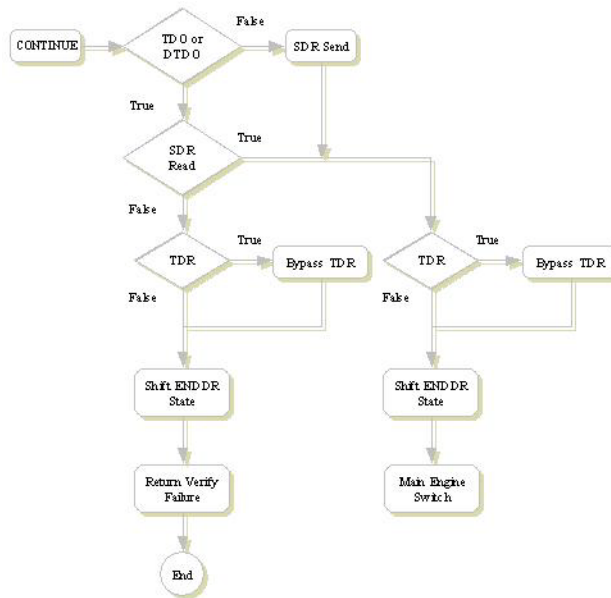 False
CONTINUE
TDO or
DTDO
SDR Send
True
True
SDR
Read
False
True
True
TDR
Bypass TDR
TDR
Bypass TDR
False
False
Shift ENDDR
State
Shift ENDDR
State
Return Verify
Failure
Main Engine
Switch
End